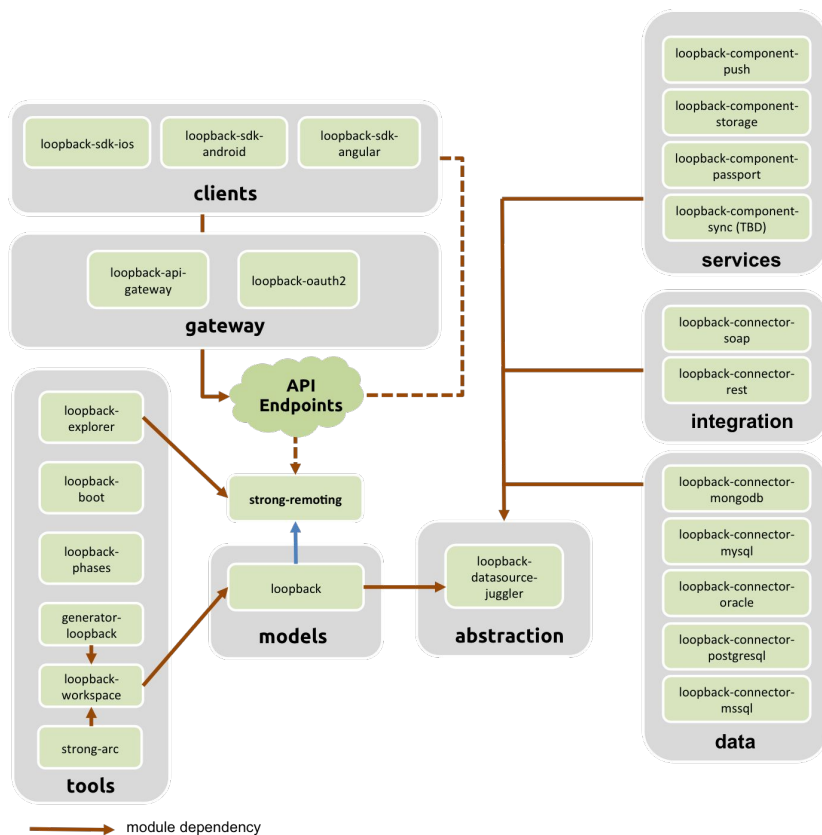 loopback-sdk-ios
loopback-sdk-
android
loopback-sdk-
angular
clients
loopback-api-
gateway
loopback-oauth2
gateway
API
Endpoints
strong-remoting
loopback-
explorer
loopback-
boot
loopback-
phases
generator-
loopback
loopback-
workspace
strong-arc
tools
loopback
models
loopback-
datasource-
juggler
abstraction
loopback-component-
push
loopback-component-
storage
loopback-component-
passport
loopback-component-
sync (TBD)
services
loopback-connector-
soap
loopback-connector-
rest
integration
loopback-connector-
mongodb
loopback-connector-
mysql
loopback-connector-
oracle
loopback-connector-
postgresql
loopback-connector-
mssql
data
module dependency